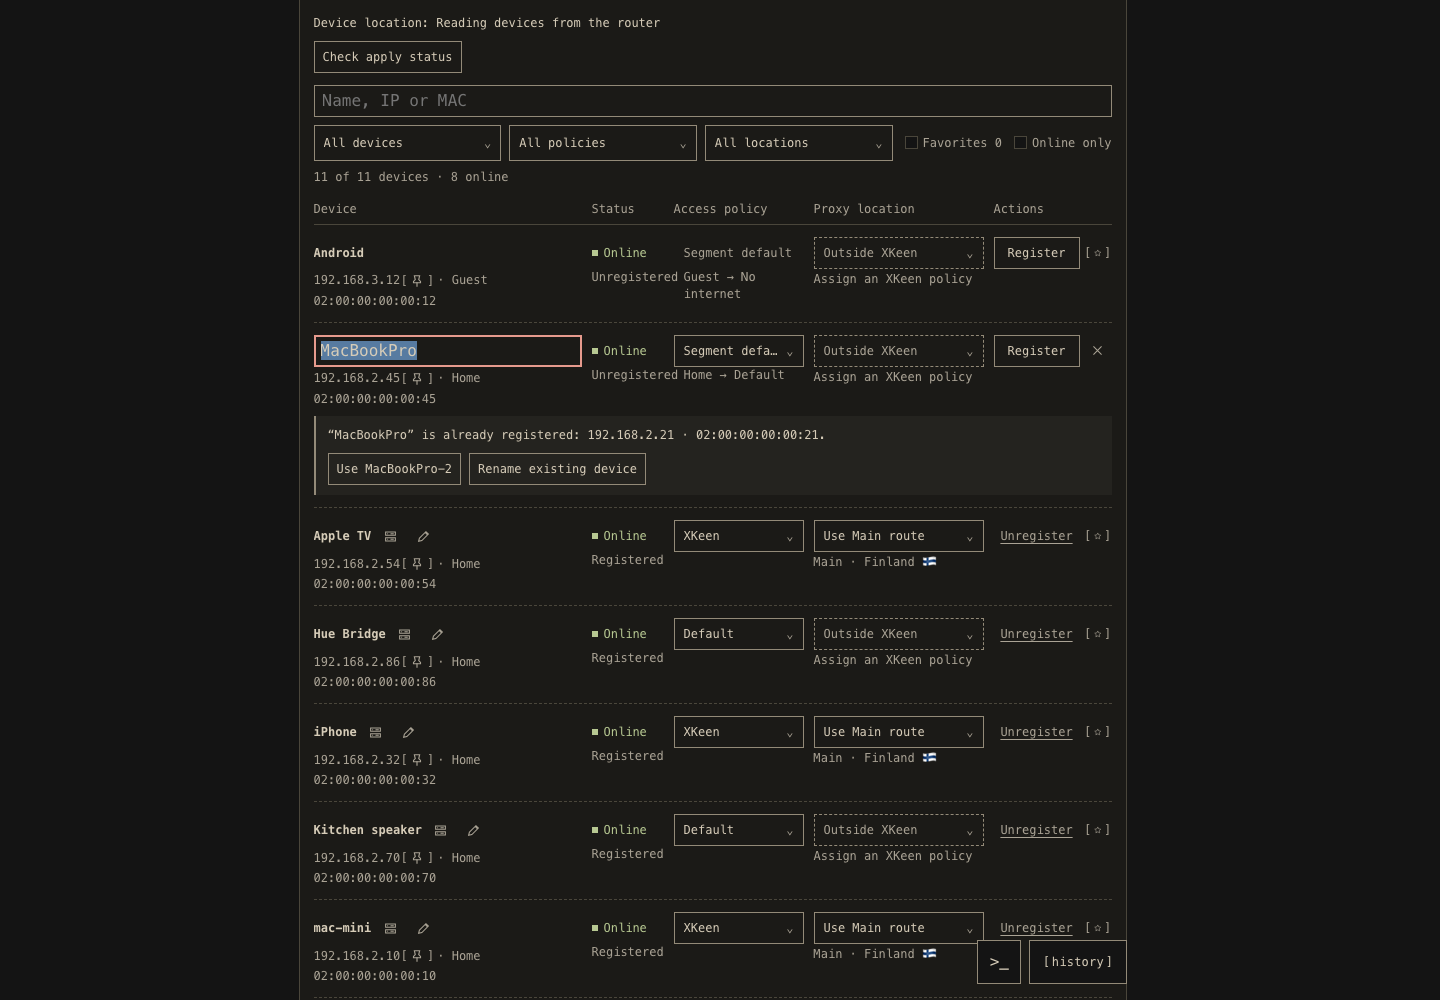 Device location: Reading devices from the router
Check apply status
Name, IP or MAC
All devices All policies All locations Favorites 0 Online only
11 of 11 devices · 8 online
Device Status Access policy Proxy location Actions
Android Online Segment default Outside XKeen Register [☆]
192.168.3.12[ ] · Guest Unregistered Guest → No internet Assign an XKeen policy
02:00:00:00:00:12
MacBookPro Online Segment defa… Outside XKeen Register ×
192.168.2.45[ ] · Home Unregistered Home → Default Assign an XKeen policy
02:00:00:00:00:45
“MacBookPro” is already registered: 192.168.2.21 · 02:00:00:00:00:21.
Use MacBookPro-2 Rename existing device
Apple TV Online XKeen Use Main route Unregister [☆]
192.168.2.54[ ] · Home Registered Main · Finland 🇫🇮
02:00:00:00:00:54
Hue Bridge Online Default Outside XKeen Unregister [☆]
192.168.2.86[ ] · Home Registered Assign an XKeen policy
02:00:00:00:00:86
iPhone Online XKeen Use Main route Unregister [☆]
192.168.2.32[ ] · Home Registered Main · Finland 🇫🇮
02:00:00:00:00:32
Kitchen speaker Online Default Outside XKeen Unregister [☆]
192.168.2.70[ ] · Home Registered Assign an XKeen policy
02:00:00:00:00:70
mac-mini Online XKeen Use Main route Unregister [☆]
192.168.2.10[ ] · Home Registered Main · Finland 🇫🇮
02:00:00:00:00:10
>_ [history]